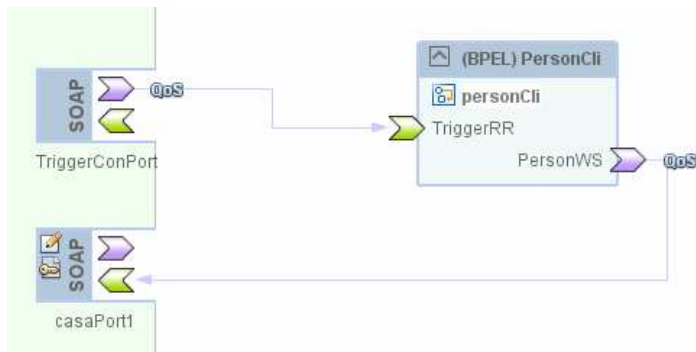 (BPEL) PersonCli
SOAP
QoS
personCli
TriggerRR
TriggerConPort
PersonWS
QoS
SOAP
casaPort1